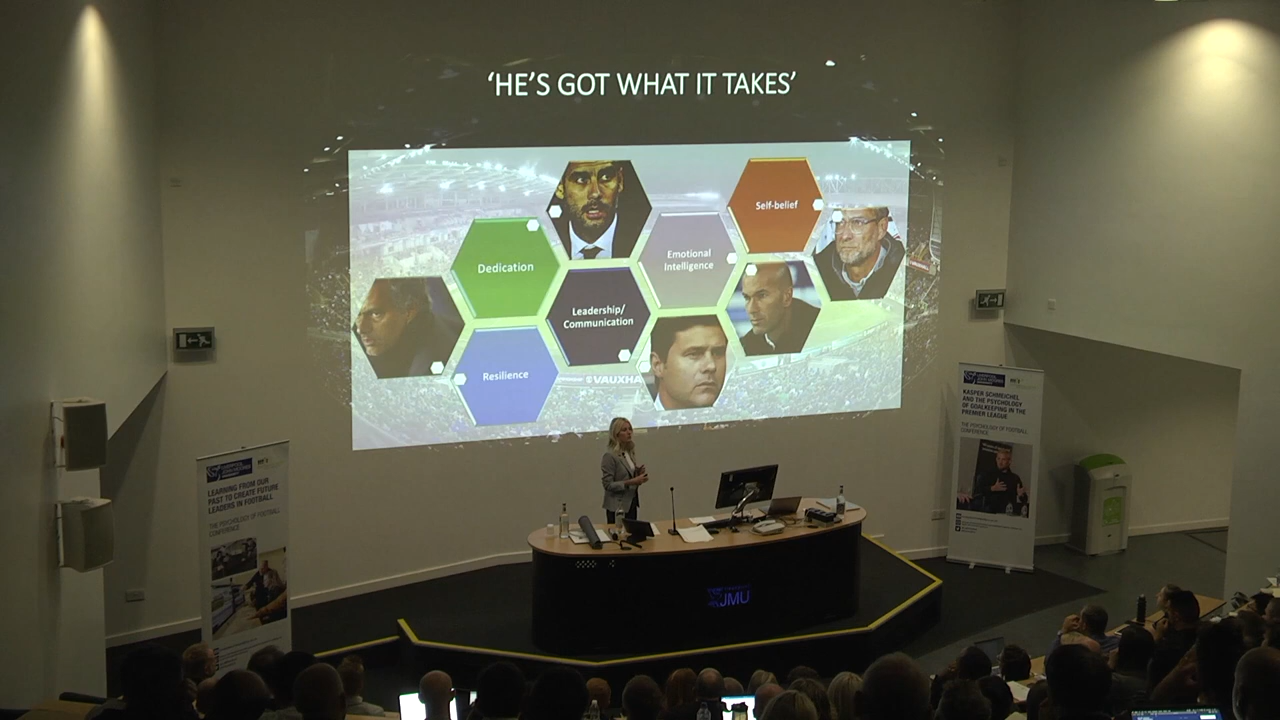 ‘HE’S GOT WHAT IT TAKES’
Self-belief
Emotional
Intelligence
Dedication
Leadership/
Communication
Resilience
VAUXHA
LEARNING FROM OUR
PAST TO CREATE FUTURE
LEADERS IN FOOTBALL
THE PSYCHOLOGY OF FOOTBALL
CONFERENCE
KASPER SCHMEICHEL
AND THE PSYCHOLOGY
OF GOALKEEPING IN THE
PREMIER LEAGUE
THE PSYCHOLOGY OF FOOTBALL
CONFERENCE
JMU